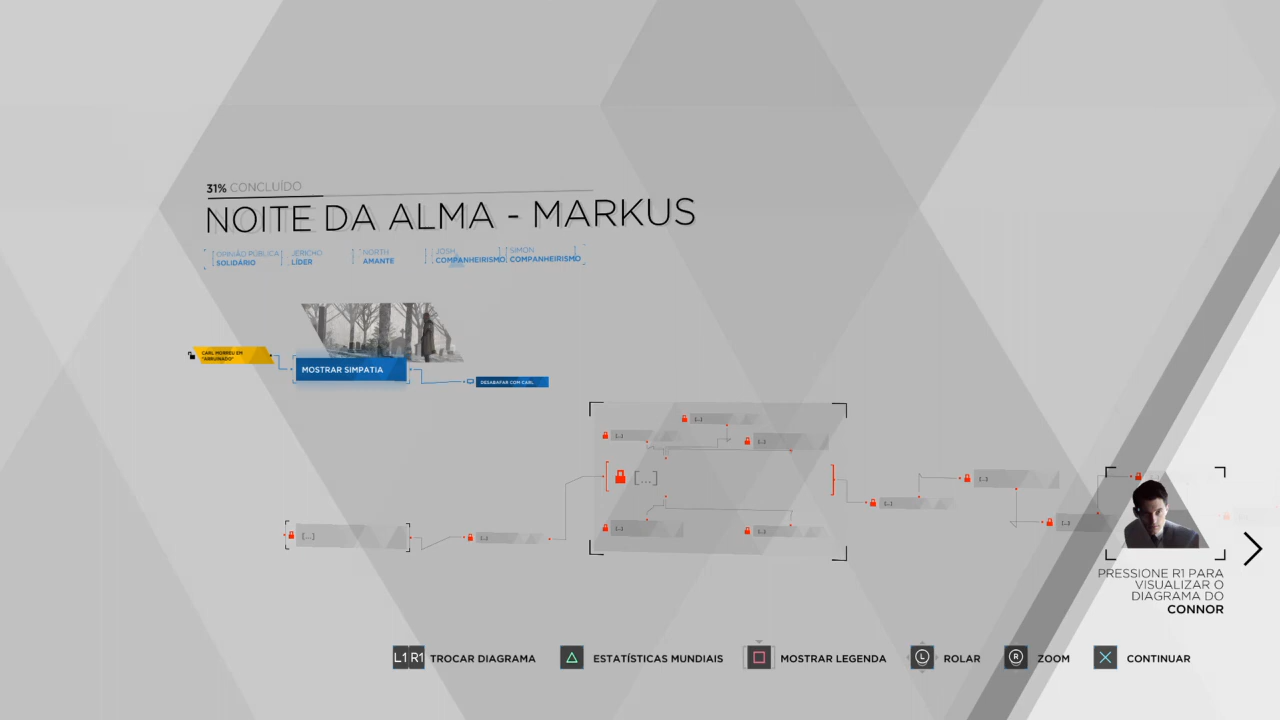 31% CONCLUÍDO
NOITE DA ALMA - MARKUS
OPINIÃO PÚBLICA JERICHO NORTH JOSH SIMON
SOLIDÁRIO LÍDER AMANTE COMPANHEIRISMO COMPANHEIRISMO
CARL MORREU EM
"ARRUINADO"
MOSTRAR SIMPATIA
DESABAFAR COM CARL
[...]
[...] [...]
[...] [...]
[...] [...]
[...] [...]
[...] [...]
[...]
PRESSIONE R1 PARA
VISUALIZAR O
DIAGRAMA DO
CONNOR
L1 R1 TROCAR DIAGRAMA ESTATÍSTICAS MUNDIAIS MOSTRAR LEGENDA L ROLAR R ZOOM CONTINUAR